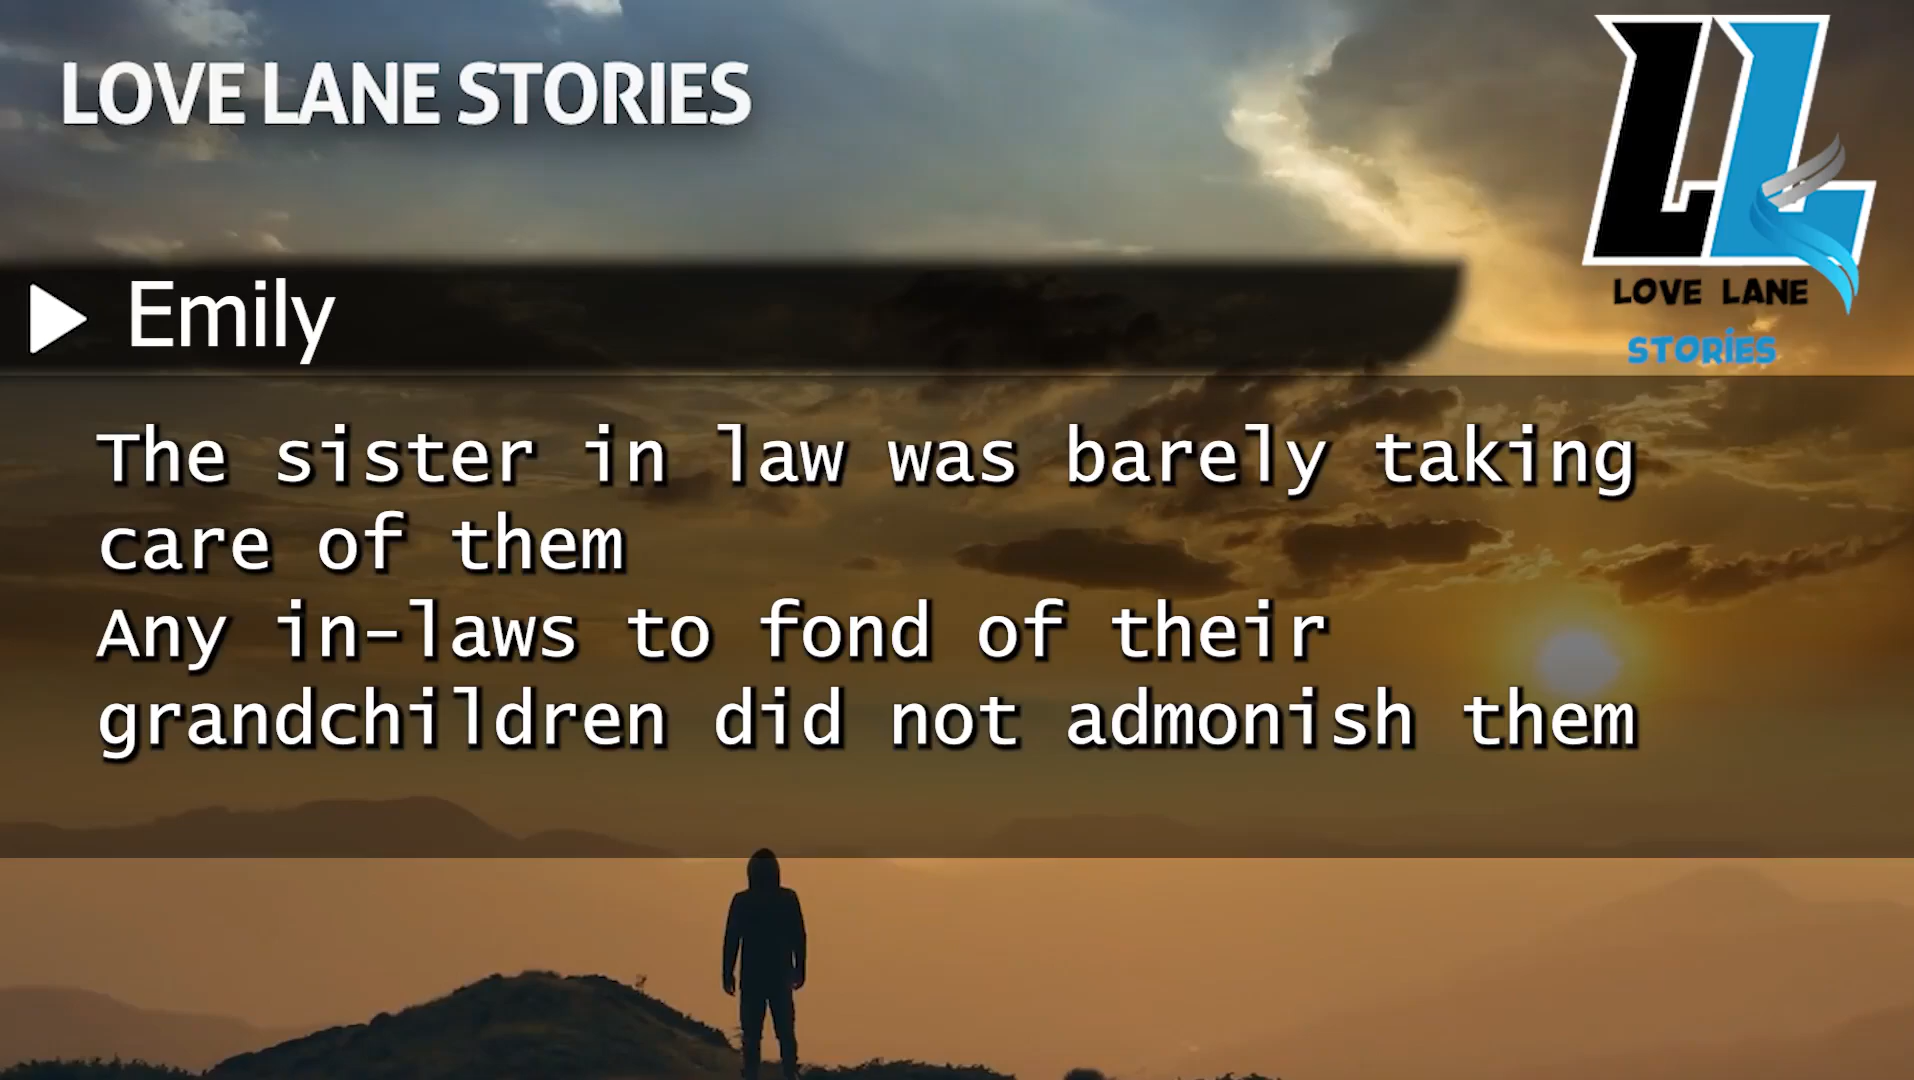 LOVE LANE STORIES
LL
LOVE LANE
STORIES
Emily
The sister in law was barely taking
care of them
Any in-laws to fond of their
grandchildren did not admonish them